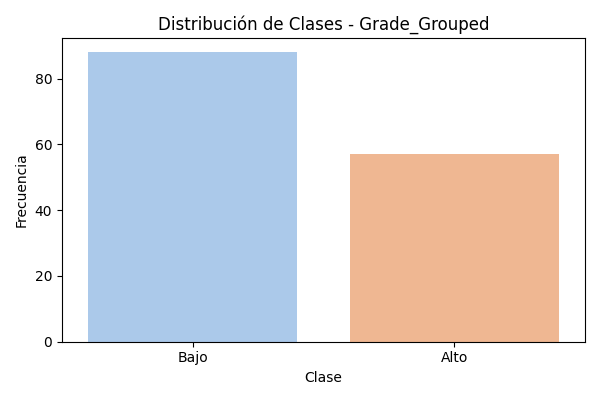 Distribución de Clases - Grade_Grouped
Frecuencia
80
60
40
20
0
Bajo
Alto
Clase